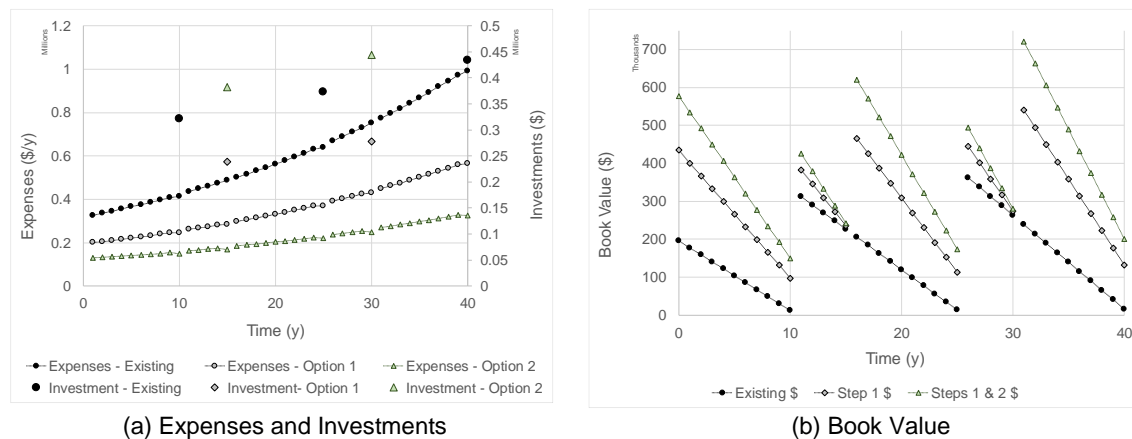 1.2
1
0.8
0.6
0.4
0.2
0
Millions
Expenses ($/y)
0.5
0.45
0.4
0.35
0.3
0.25
0.2
0.15
0.1
0.05
0
Millions
Investments ($)
0 10 20 30 40
Time (y)
Expenses - Existing Expenses - Option 1 Expenses - Option 2
Investment - Existing Investment- Option 1 Investment - Option 2
(a) Expenses and Investments
700
600
500
400
300
200
100
0
Thousands
Book Value ($)
0 10 20 30 40
Time (y)
Existing $ Step 1 $ Steps 1 & 2 $
(b) Book Value